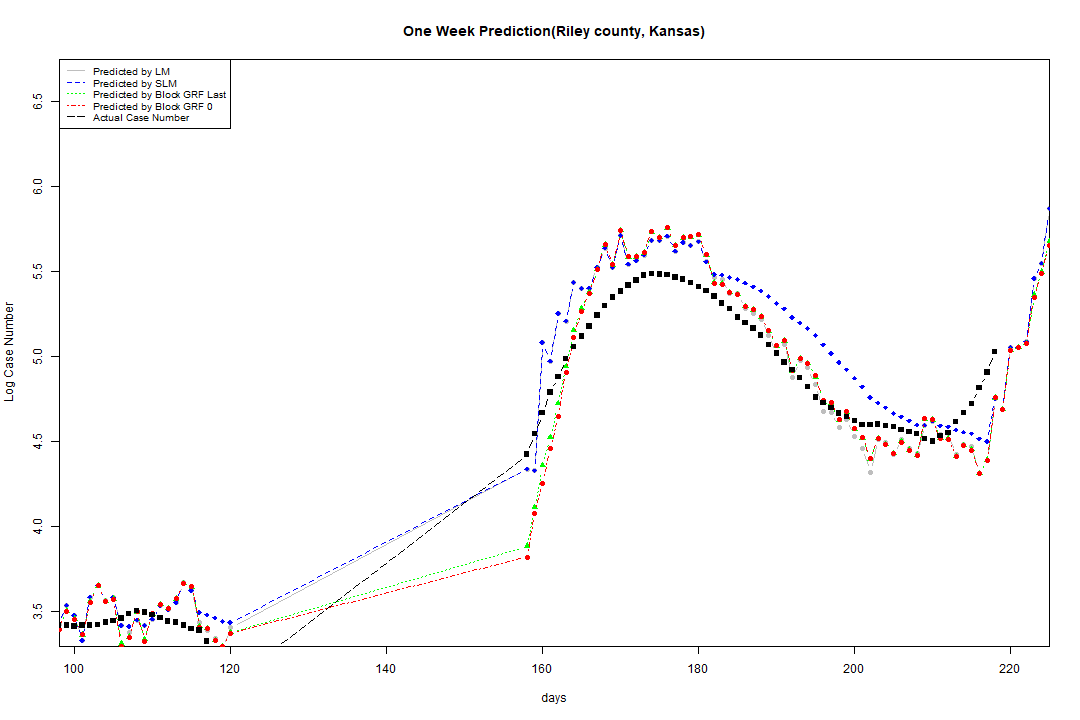 One Week Prediction(Riley county, Kansas)
Predicted by LM
Predicted by SLM
Predicted by Block GRF Last
Predicted by Block GRF 0
Actual Case Number
6.5
6.0
5.5
5.0
4.5
4.0
3.5
Log Case Number
100 120 140 160 180 200 220
days